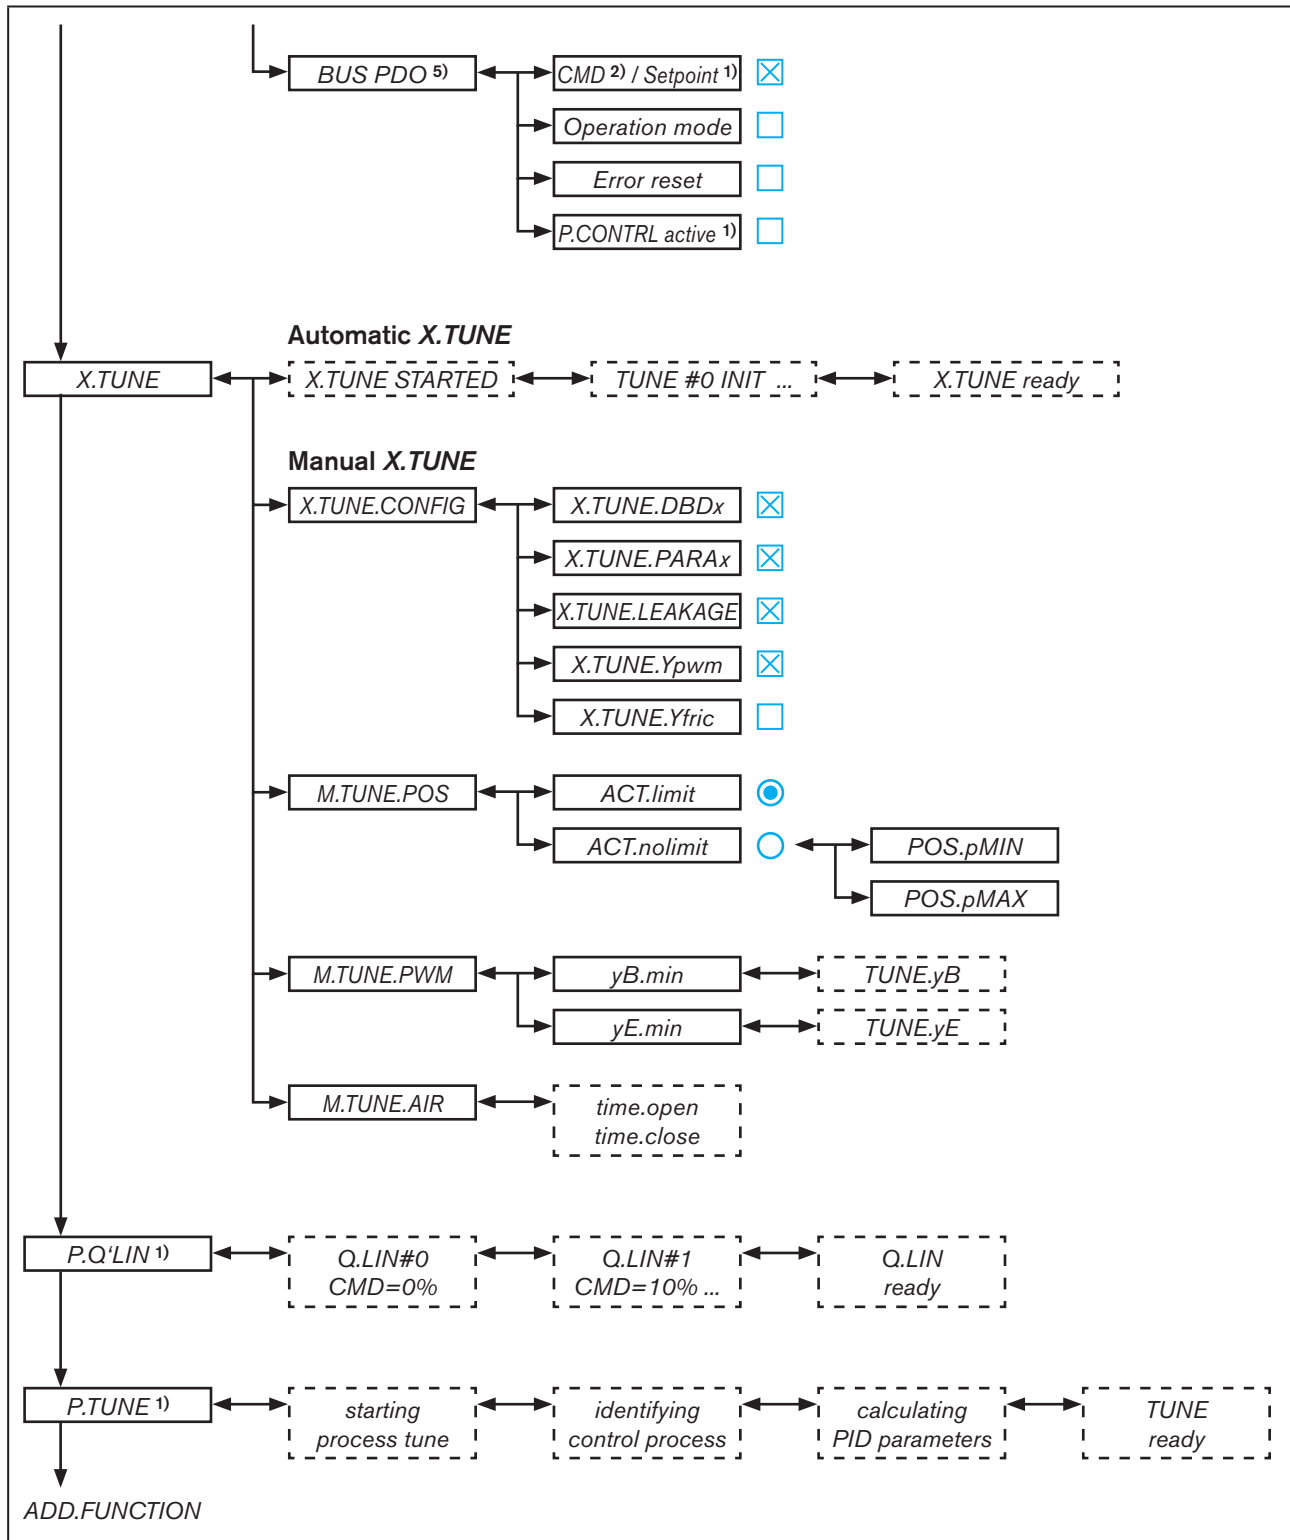 BUS PDO 5)
CMD 2) / Setpoint 1)
Operation mode
Error reset
P.CONTRL active 1)
Automatic X.TUNE
X.TUNE
X.TUNE STARTED
TUNE #0 INIT ...
X.TUNE ready
Manual X.TUNE
X.TUNE.CONFIG
X.TUNE.DBDx
X.TUNE.PARAx
X.TUNE.LEAKAGE
X.TUNE.Ypwm
X.TUNE.Yfric
M.TUNE.POS
ACT.limit
ACT.nolimit
POS.pMIN
POS.pMAX
M.TUNE.PWM
yB.min
TUNE.yB
yE.min
TUNE.yE
M.TUNE.AIR
time.open
time.close
P.Q'LIN 1)
Q.LIN#0
CMD=0%
Q.LIN#1
CMD=10% ...
Q.LIN
ready
P.TUNE 1)
starting
process tune
identifying
control process
calculating
PID parameters
TUNE
ready
ADD.FUNCTION